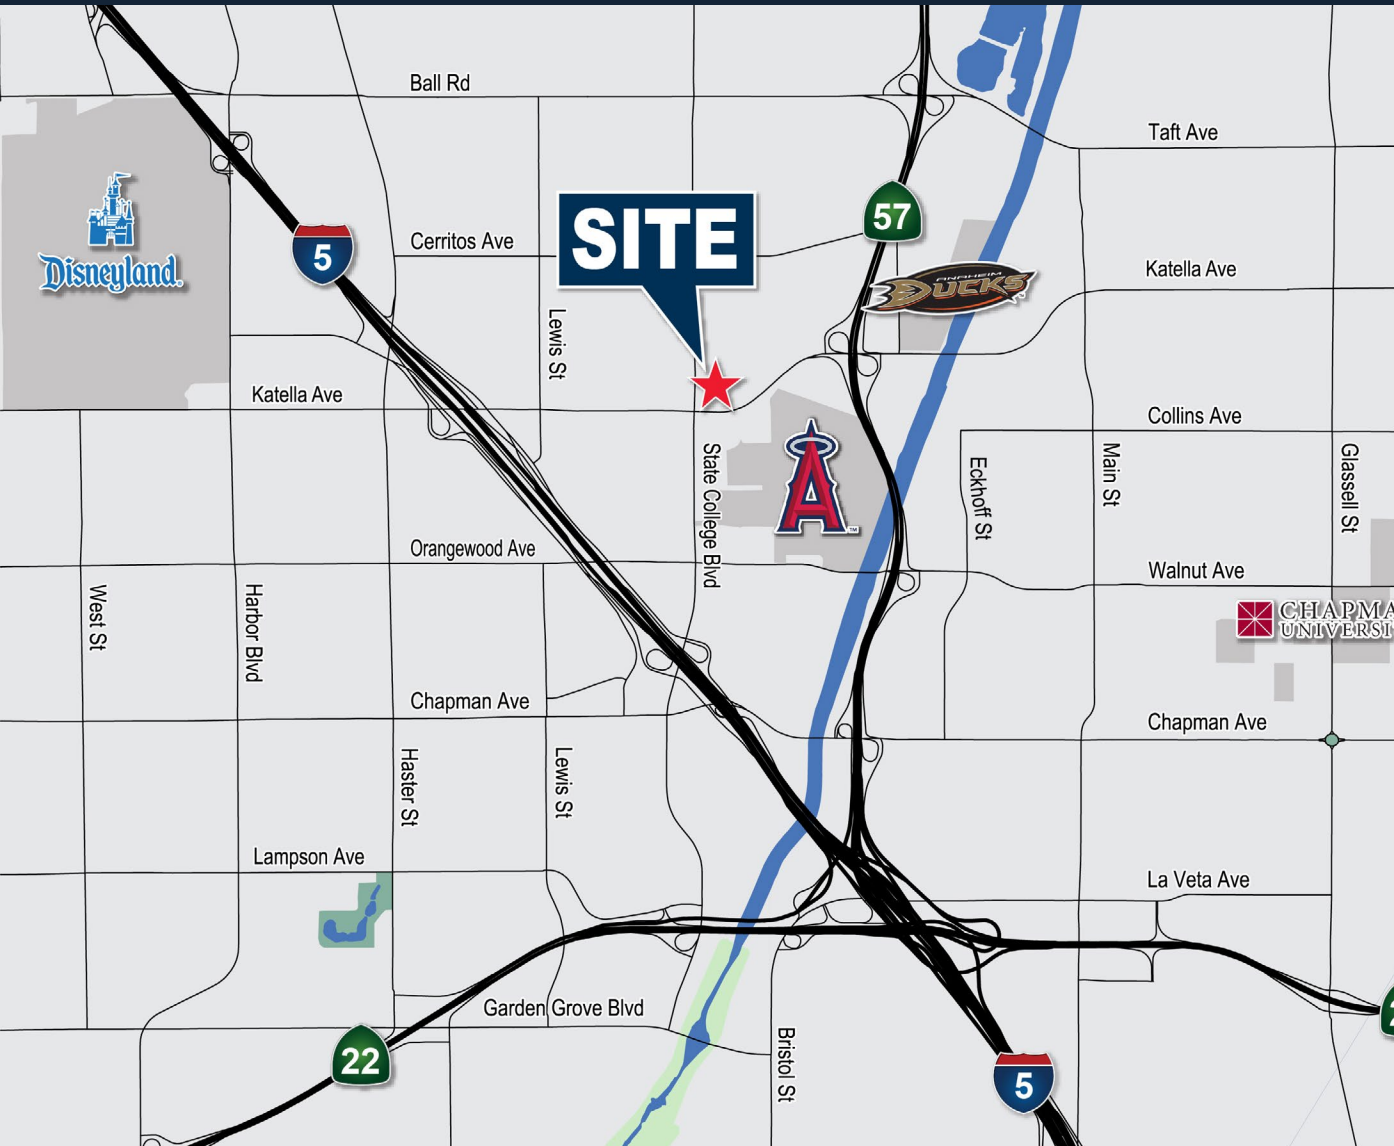 Ball Rd
Taft Ave
57
SITE
Disneyland
5
Cerritos Ave
Katella Ave
ANAHEIM
DUCKS
Lewis St
Katella Ave
Collins Ave
A
TM
State College Blvd
Eckhoff St
Main St
Glassell St
Orangewood Ave
Walnut Ave
West St
Harbor Blvd
CHAPMA
UNIVERSI
Chapman Ave
Chapman Ave
Haster St
Lewis St
Lampson Ave
La Veta Ave
Garden Grove Blvd
22
Bristol St
5
2